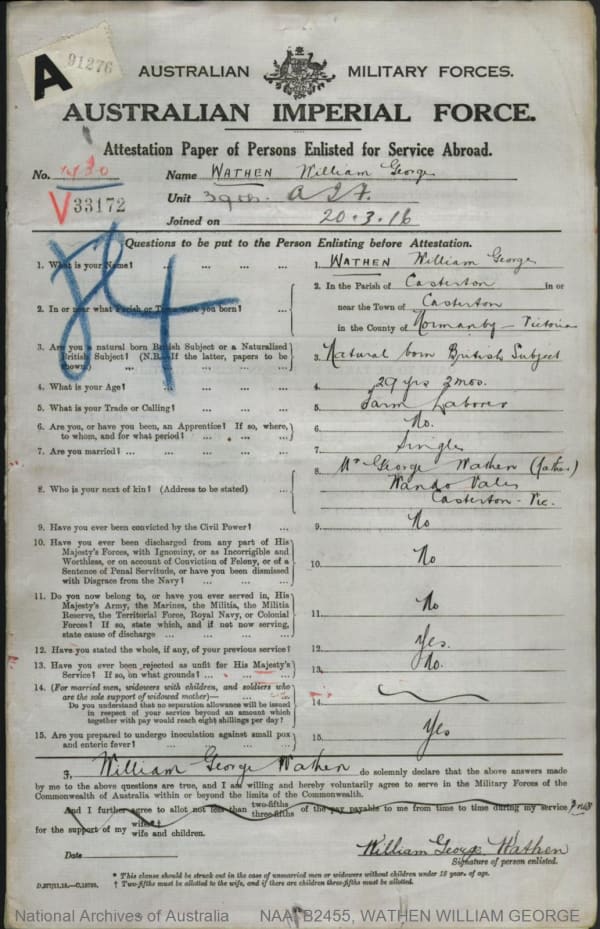 A 91276
AUSTRALIAN MILITARY FORCES.
AUSTRALIAN IMPERIAL FORCE.
Attestation Paper of Persons Enlisted for Service Abroad.
No. Name WATHEN William George
V33172 Unit 39th A.I.F.
Joined on 20.3.16
Questions to be put to the Person Enlisting before Attestation.
1. What is your Name? ... ... ... ... 1. WATHEN William George
2. In or near what Parish or Town were you born? ... 2. In the Parish of Casterton in or
near the Town of Casterton
in the County of Normanby - Victoria
3. Are you a natural born British Subject or a Naturalised
British Subject? (N.B. If the latter, papers to be
shown) ... 3. Natural born British Subject
4. What is your Age? ... ... ... ... 4. 29 yrs mos.
5. What is your Trade or Calling? ... ... ... 5. Farm Laborer
6. Are you, or have you been, an Apprentice? If so, where,
to whom, and for what period? ... ... ... 6. No.
7. Are you married? ... ... ... ... ... 7. Single
8. Who is your next of kin? (Address to be stated) ... 8. Mr George Wathen (father)
Wando Vale
Casterton - Vic.
9. Have you ever been convicted by the Civil Power? ... 9. No
10. Have you ever been discharged from any part of His
Majesty's Forces, with Ignominy, or as Incorrigible and
Worthless, or on account of Conviction of Felony, or of a
Sentence of Penal Servitude, or have you been dismissed
with Disgrace from the Navy? ... ... ... 10. No
11. Do you now belong to, or have you ever served in, His
Majesty's Army, the Marines, the Militia, the Militia
Reserve, the Territorial Force, Royal Navy, or Colonial
Forces? If so, state which, and if not now serving,
state cause of discharge ... ... ... ... 11. No
12. Have you stated the whole, if any, of your previous service? 12. Yes.
13. Have you ever been rejected as unfit for His Majesty's
Service? If so, on what grounds? ... ... ... 13. No.
14. (For married men, widowers with children, and soldiers who
are the sole support of widowed mother)—
Do you understand that no separation allowance will be issued
in respect of your service beyond an amount which
together with pay would reach eight shillings per day? 14.
15. Are you prepared to undergo inoculation against small pox
and enteric fever? ... ... ... ... 15. Yes
I, William George Wathen do solemnly declare that the above answers made
by me to the above questions are true, and I am willing and hereby voluntarily agree to serve in the Military Forces of the
Commonwealth of Australia within or beyond the limits of the Commonwealth.
*And I further agree to allot not less than two-fifths three-fifths of the pay payable to me from time to time during my service
for the support of my wife† wife and children.
Date William George Wathen
Signature of person enlisted.
* This clause should be struck out in the case of unmarried men or widowers without children under 18 year. of age.
† Two-fifths must be allotted to the wife, and if there are children three-fifths must be allotted.
National Archives of Australia NAA: B2455, WATHEN WILLIAM GEORGE